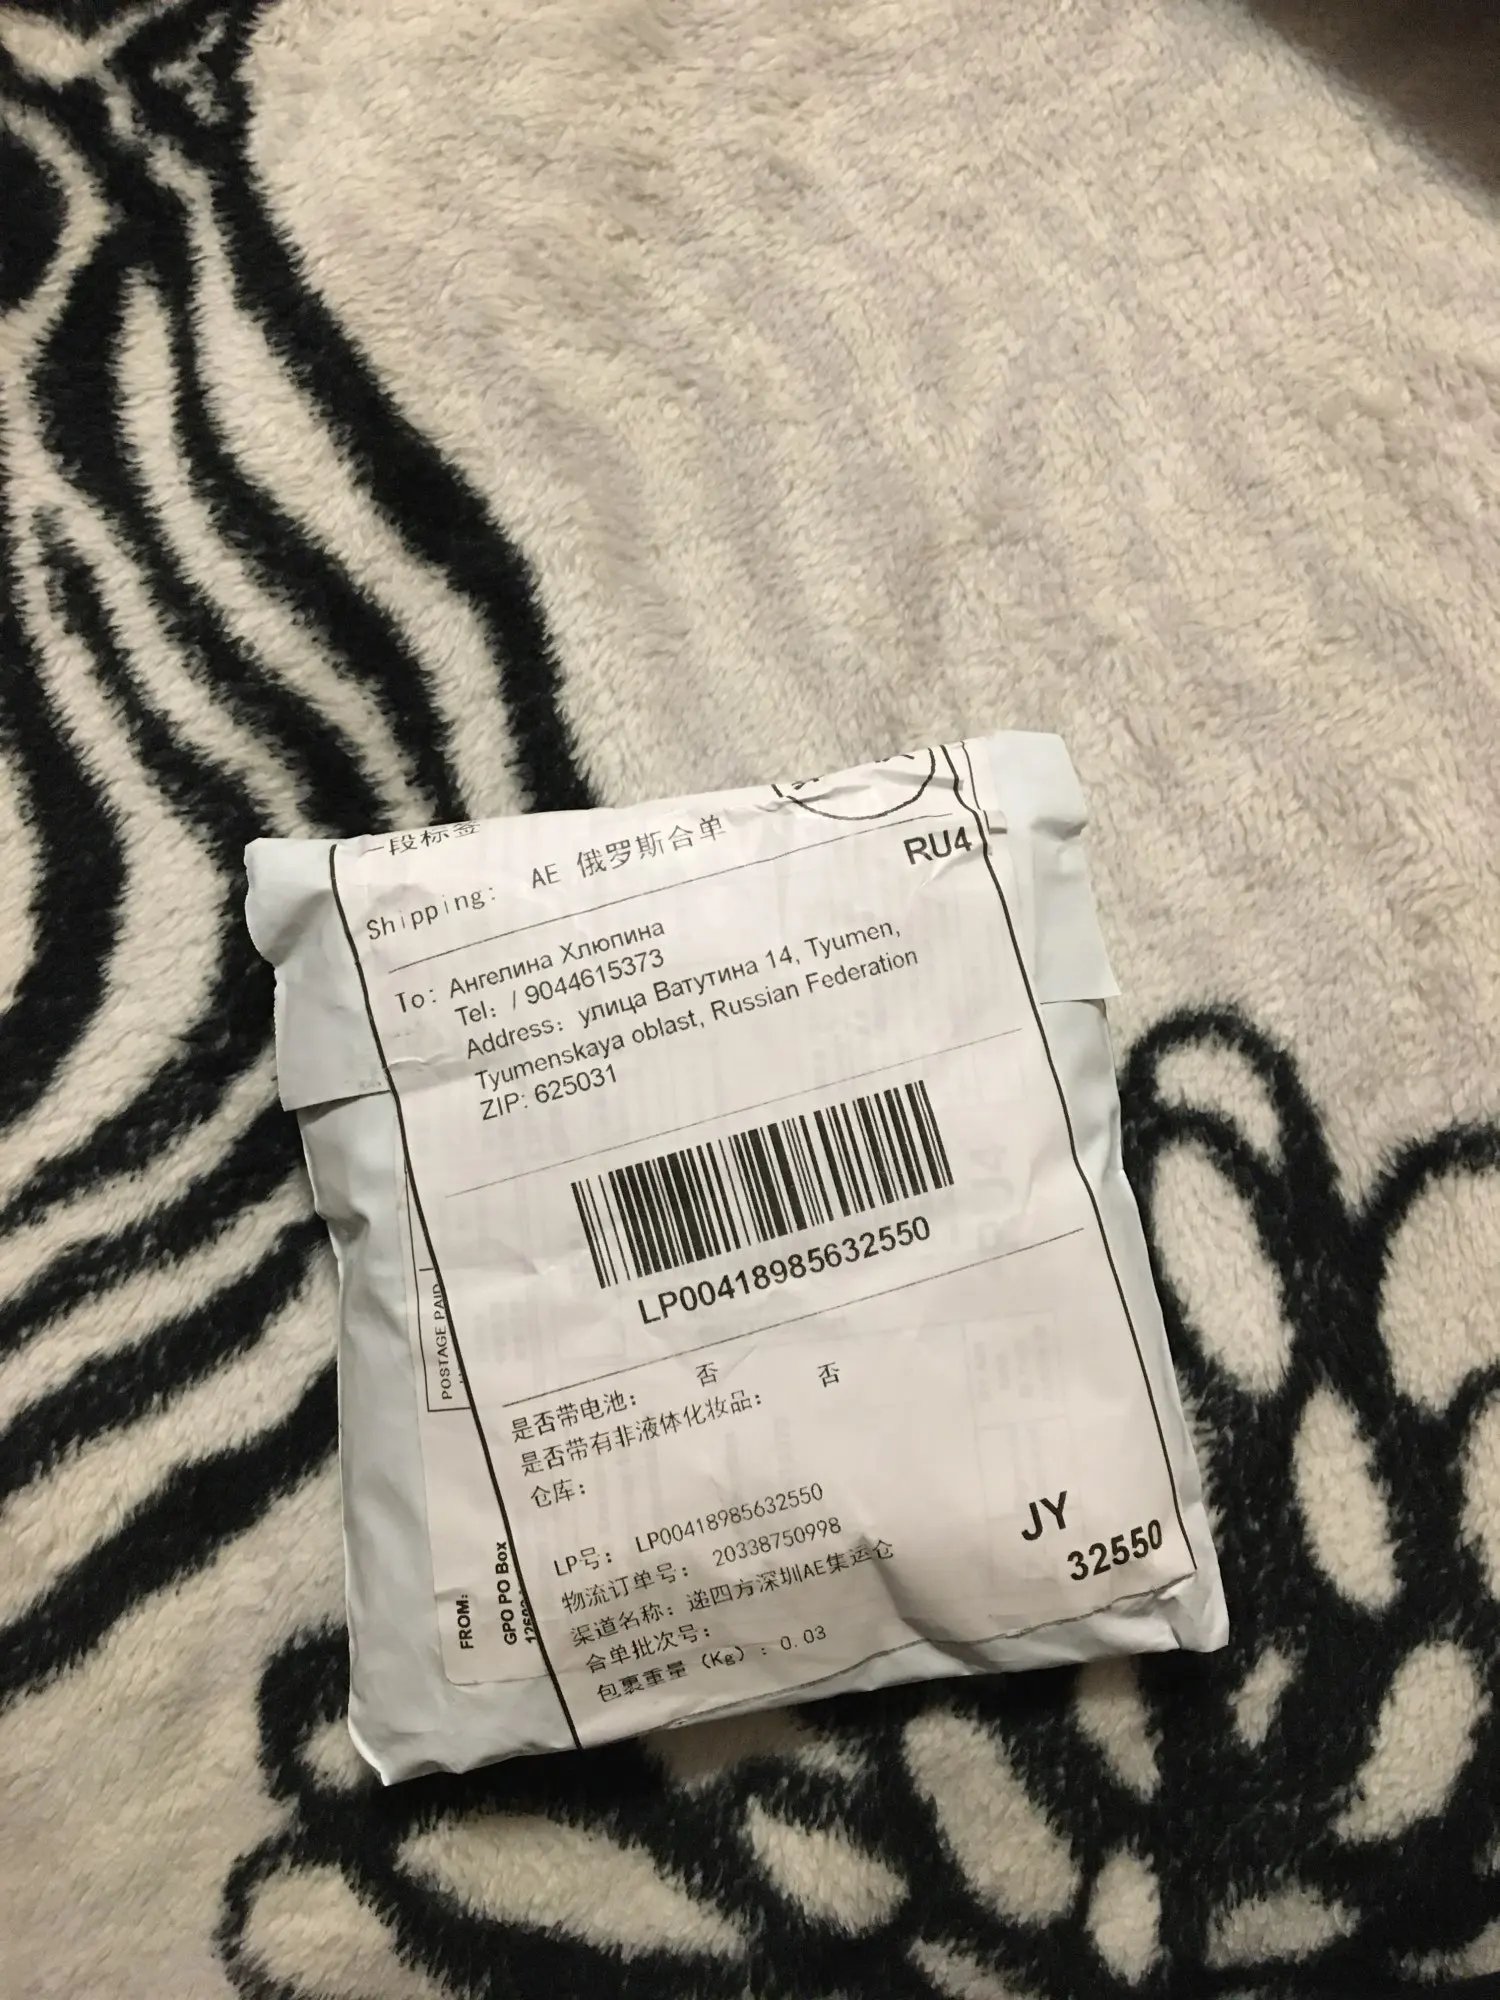 一段标签
Shipping: AE 俄罗斯合单
RU4
To: Ангелина Хлюпина
Tel: / 9044615373
Address: улица Ватутина 14, Tyumen,
Tyumenskaya oblast, Russian Federation
ZIP: 625031
LP00418985632550
是否带电池: 否
是否带有非液体化妆品: 否
仓库:
LP号: LP00418985632550
物流订单号: 20338750998
渠道名称: 递四方深圳AE集运仓
合单批次号:
包裹重量 (Kg) : 0.03
JY
32550
POSTAGE PAID
FROM:
GPO PO Box